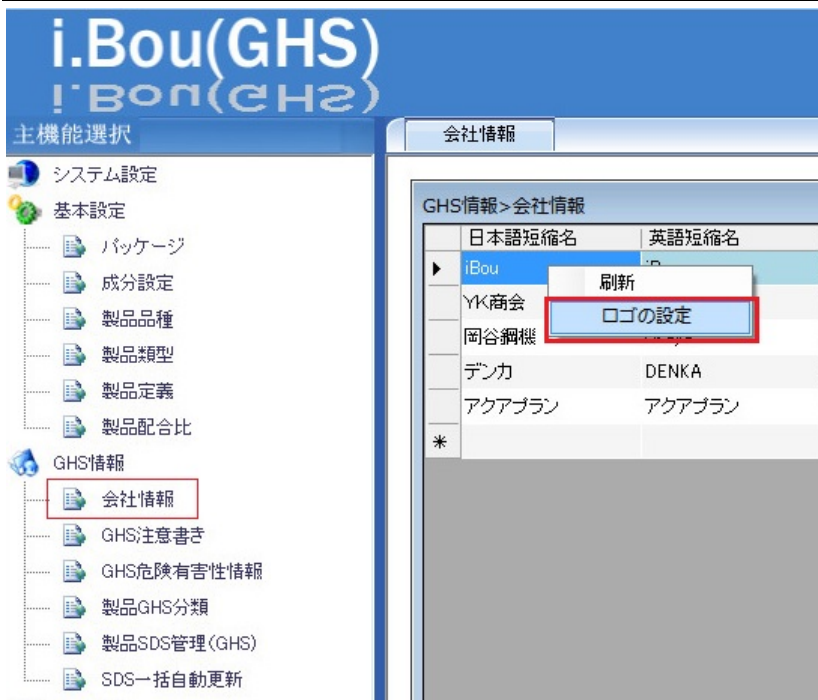 i.Bou(GHS)
主機能選択
システム設定
基本設定
パッケージ
成分設定
製品品種
製品類型
製品定義
製品配合比
GHS情報
会社情報
GHS注意書き
GHS危険有害性情報
製品GHS分類
製品SDS管理(GHS)
SDS一括自動更新
会社情報
GHS情報>会社情報
日本語短縮名 英語短縮名
iBou
刷新
YK商会
ロゴの設定
岡谷鋼機
デンカ DENKA
アクアプラン アクアプラン
*